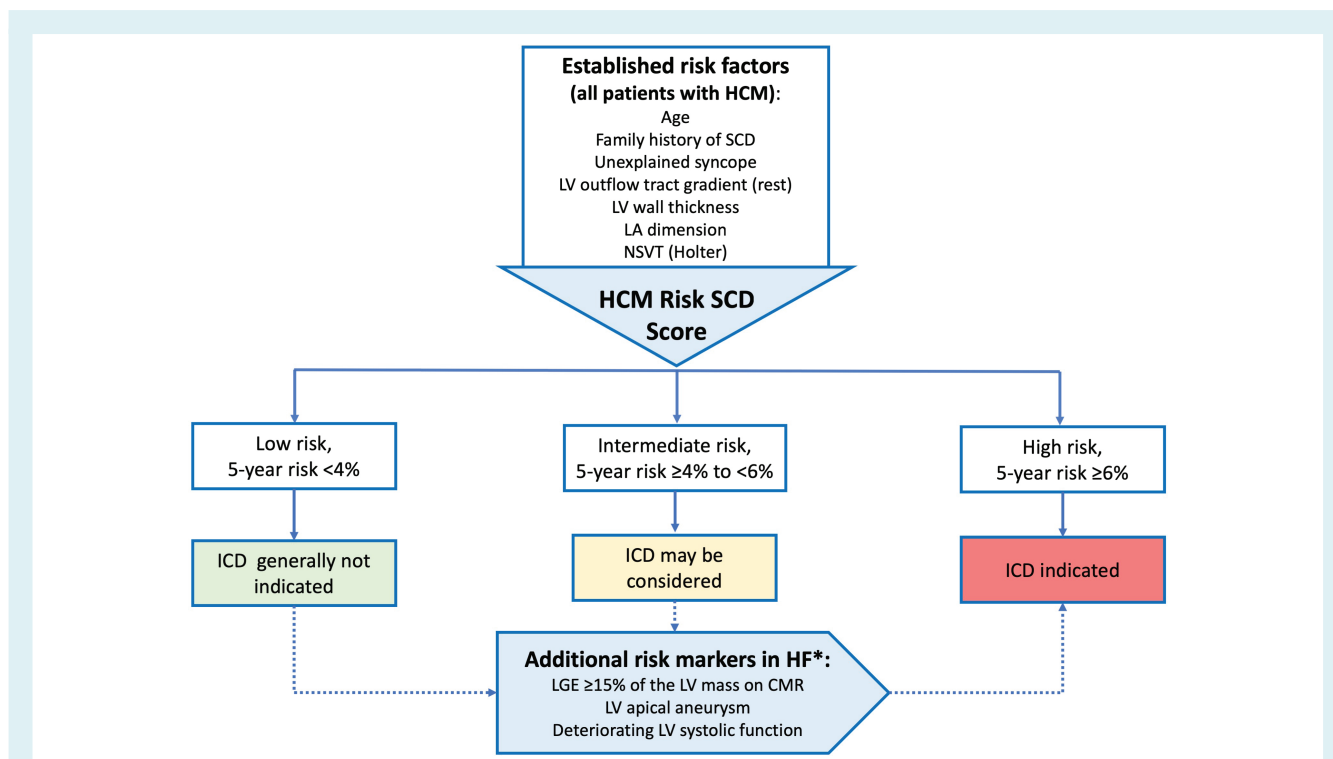 Established risk factors
(all patients with HCM):
Age
Family history of SCD
Unexplained syncope
LV outflow tract gradient (rest)
LV wall thickness
LA dimension
NSVT (Holter)
HCM Risk SCD
Score
Low risk,
5-year risk <4%
Intermediate risk,
5-year risk ≥4% to <6%
High risk,
5-year risk ≥6%
ICD generally not
indicated
ICD may be
considered
ICD indicated
Additional risk markers in HF*:
LGE ≥15% of the LV mass on CMR
LV apical aneurysm
Deteriorating LV systolic function